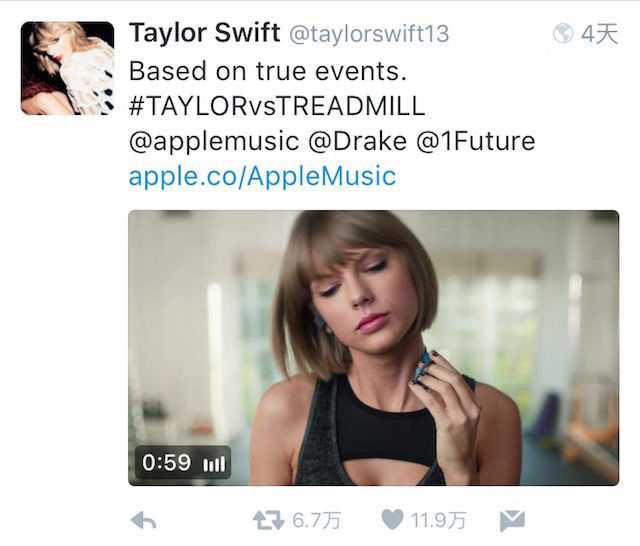 Taylor Swift @taylorswift13 4天
Based on true events.
#TAYLORvsTREADMILL
@applemusic @Drake @1Future
apple.co/AppleMusic
0:59
6.7万 11.9万